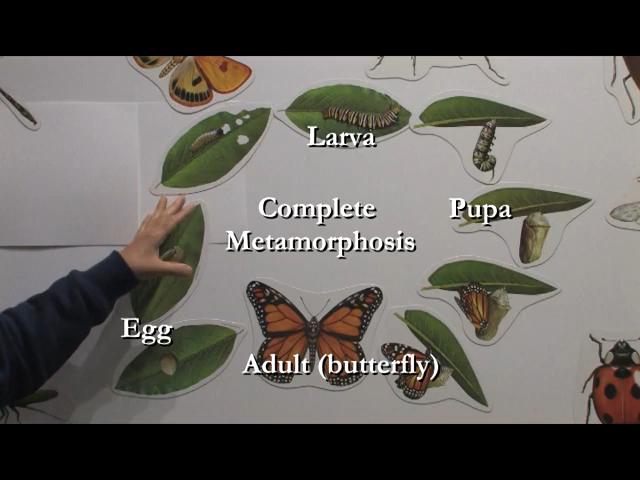 Larva
Complete
Metamorphosis
Pupa
Egg
Adult (butterfly)